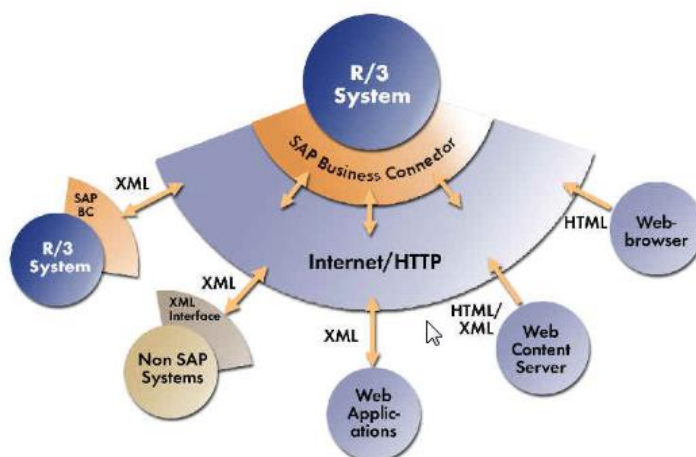 R/3
System
SAP Business Connector
XML
SAP
BC
R/3
System
Internet/HTTP
HTML
Web-
browser
XML
XML
Interface
Non SAP
Systems
XML
Web
Applic-
ations
HTML/
XML
Web
Content
Server